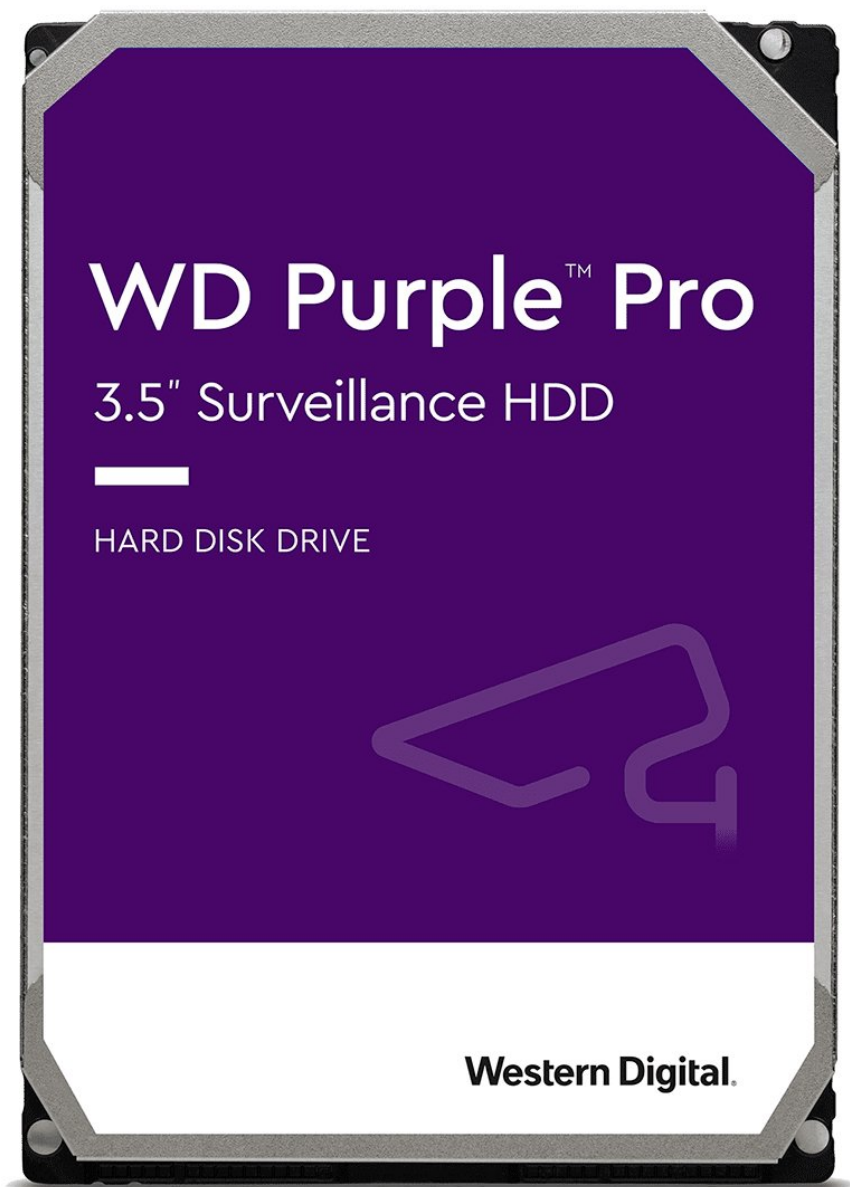 WD Purple™ Pro
3.5" Surveillance HDD
HARD DISK DRIVE
Western Digital.